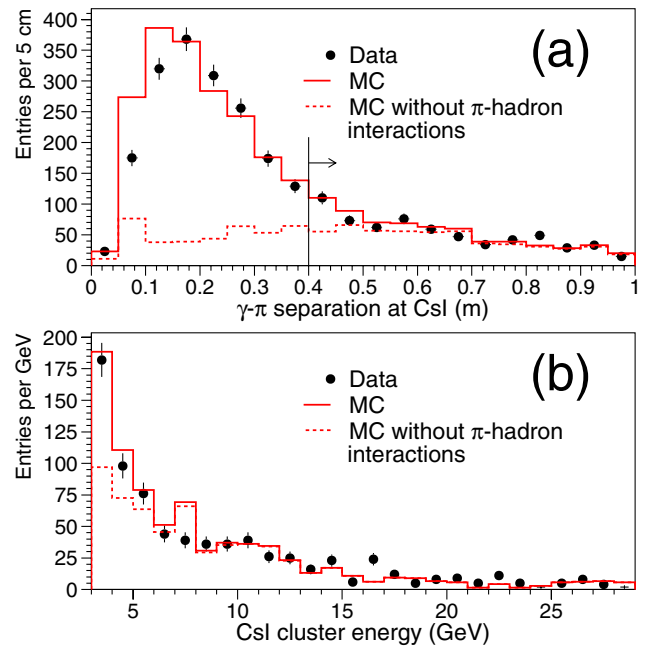 400
350
300
250
200
150
100
50
0
Entries per 5 cm
(a)
Data
MC
MC without π-hadron
interactions
0 0.1 0.2 0.3 0.4 0.5 0.6 0.7 0.8 0.9 1
γ-π separation at CsI (m)
200
175
150
125
100
75
50
25
0
Entries per GeV
(b)
Data
MC
MC without π-hadron
interactions
5 10 15 20 25
CsI cluster energy (GeV)